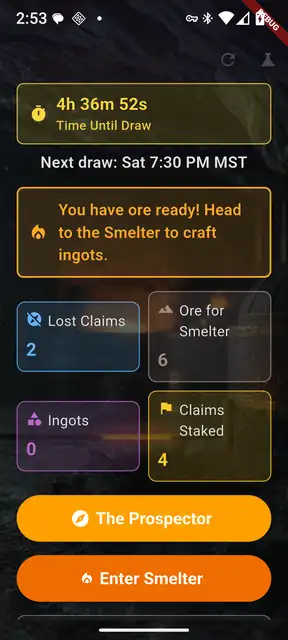 2:53
DEBUG
4h 36m 52s
Time Until Draw
Next draw: Sat 7:30 PM MST
You have ore ready! Head
to the Smelter to craft
ingots.
Lost Claims
2
Ore for
Smelter
6
Ingots
0
Claims
Staked
4
The Prospector
Enter Smelter